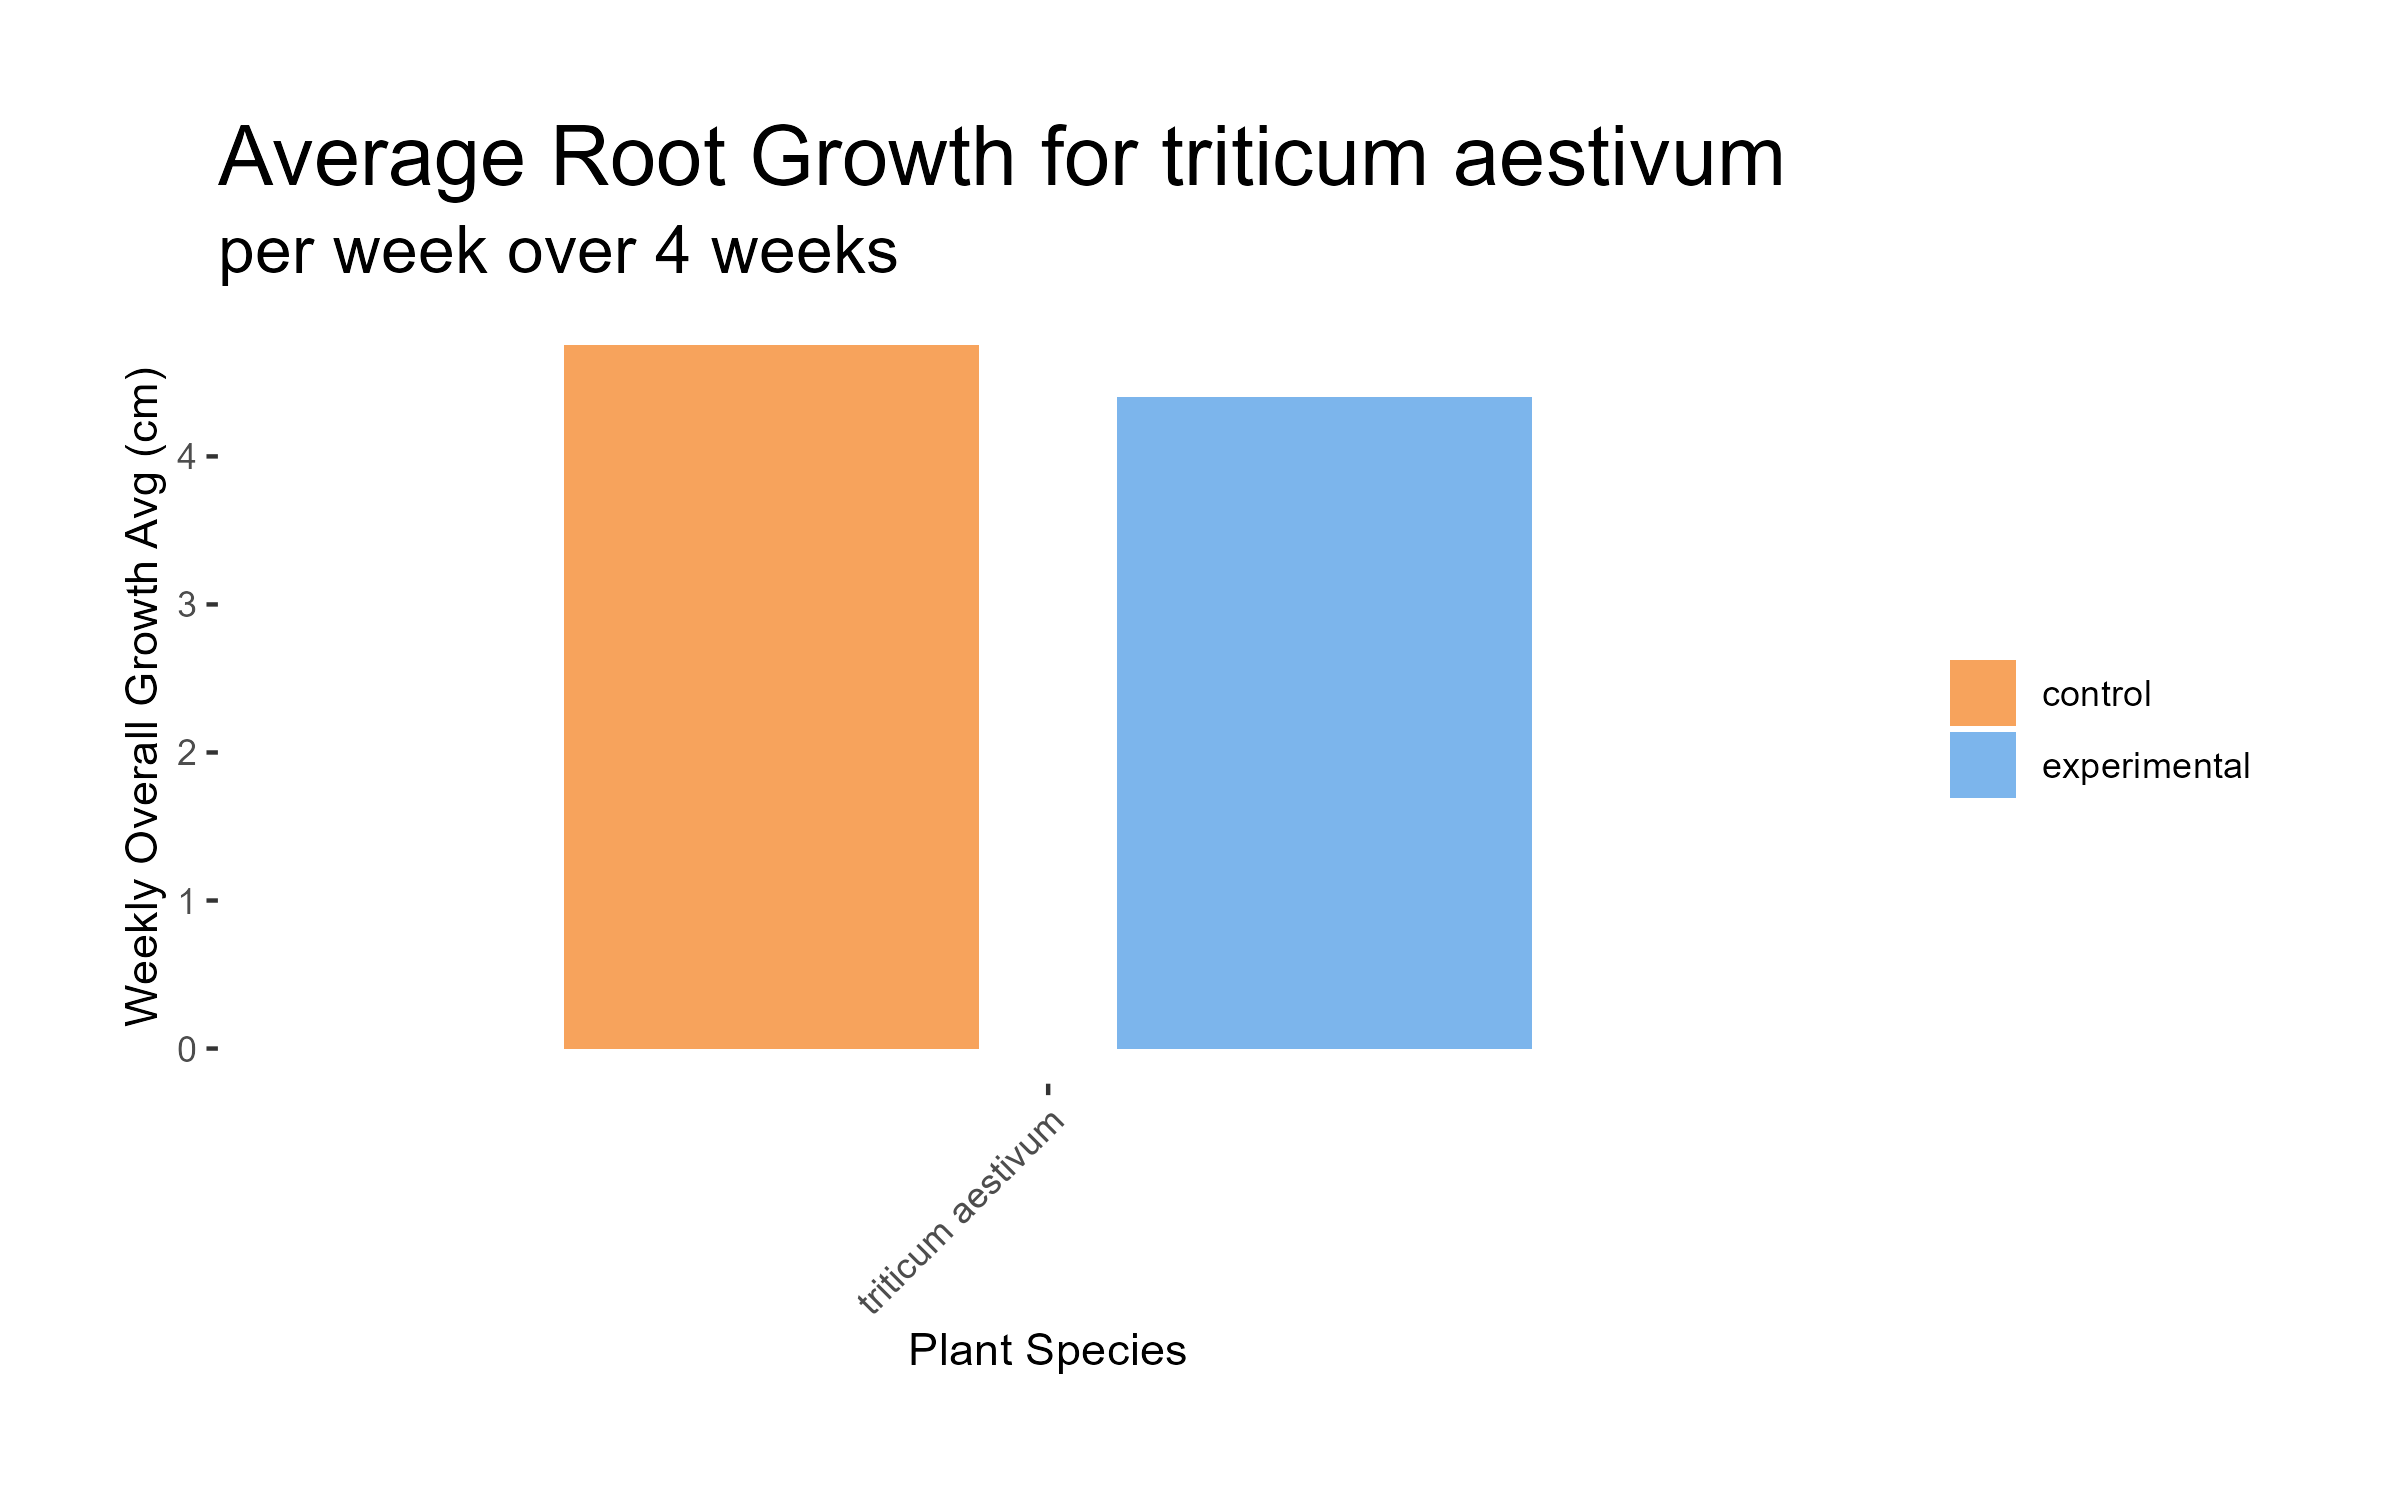 Average Root Growth for triticum aestivum
per week over 4 weeks
Weekly Overall Growth Avg (cm)
4
3
2
1
0
control
experimental
triticum aestivum
Plant Species